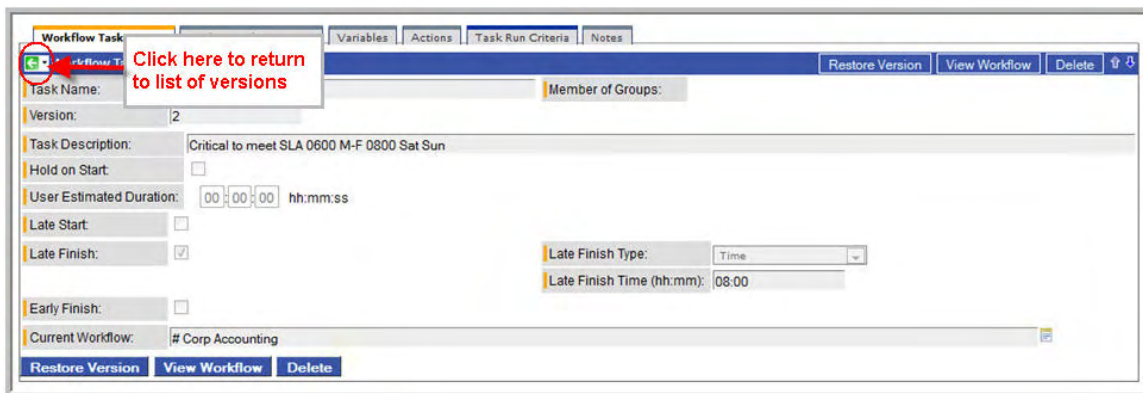 Workflow Task Variables Actions Task Run Criteria Notes
Click here to return
to list of versions
Workflow Ta Restore Version View Workflow Delete
Task Name: Member of Groups:
Version: 2
Task Description: Critical to meet SLA 0600 M-F 0800 Sat Sun
Hold on Start:
User Estimated Duration: 00:00:00 hh:mm:ss
Late Start:
Late Finish: Late Finish Type: Time
Late Finish Time (hh:mm): 08:00
Early Finish:
Current Workflow: # Corp Accounting
Restore Version View Workflow Delete